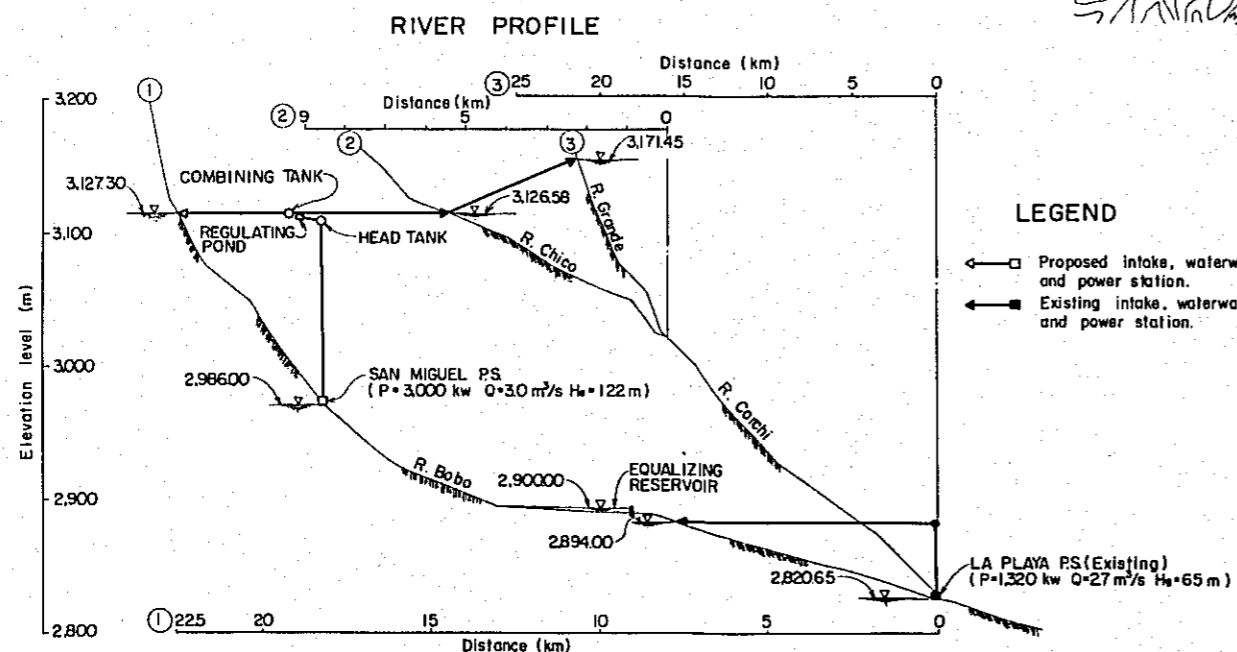 RIVER PROFILE
Distance (km)
③ 25 20 15 10 5 0
Distance (km)
② 9 5 0
3,200
①
②
③
3,171.45
3,127.30
COMBINING TANK
3,126.58
REGULATING
POND
HEAD TANK
3,100
R. Chico
R. Grande
LEGEND
Proposed intake, waterw
and power station.
Existing intake, waterwa
and power station.
Elevation level (m)
3,000
2,986.00
SAN MIGUEL P.S.
(P=3,000 kw Q=3.0 m³/s He=122 m)
R. Carchi
R. Bobo
2,900.00
EQUALIZING
RESERVOIR
2,900
2,894.00
2,820.65
LA PLAYA P.S.(Existing)
(P=1,320 kw Q=2.7 m³/s He=65 m)
2,800
① 22.5 20 15 10 5 0
Distance (km)